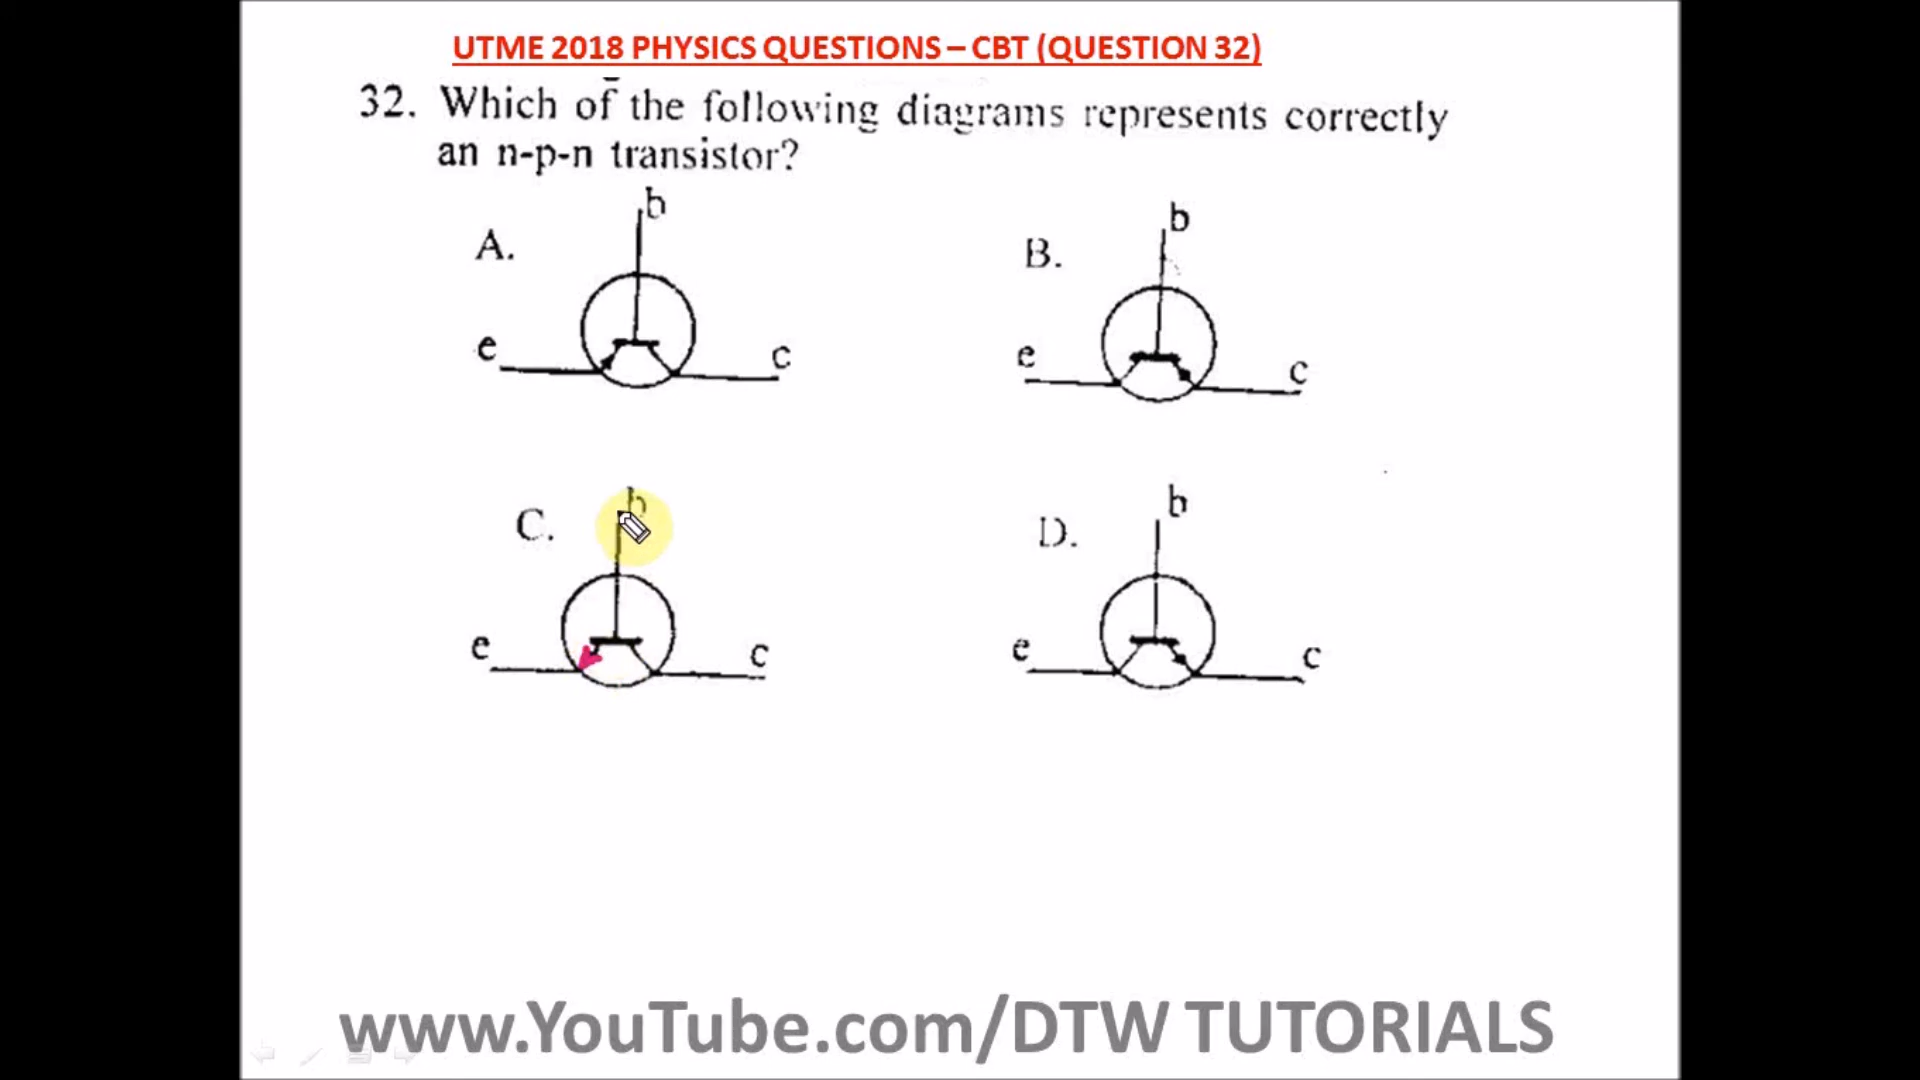 UTME 2018 PHYSICS QUESTIONS – CBT (QUESTION 32)
32. Which of the following diagrams represents correctly
an n-p-n transistor?
A.
b
e
c
B.
b
e
c
C.
b
e
c
D.
b
e
c
www.YouTube.com/DTW TUTORIALS